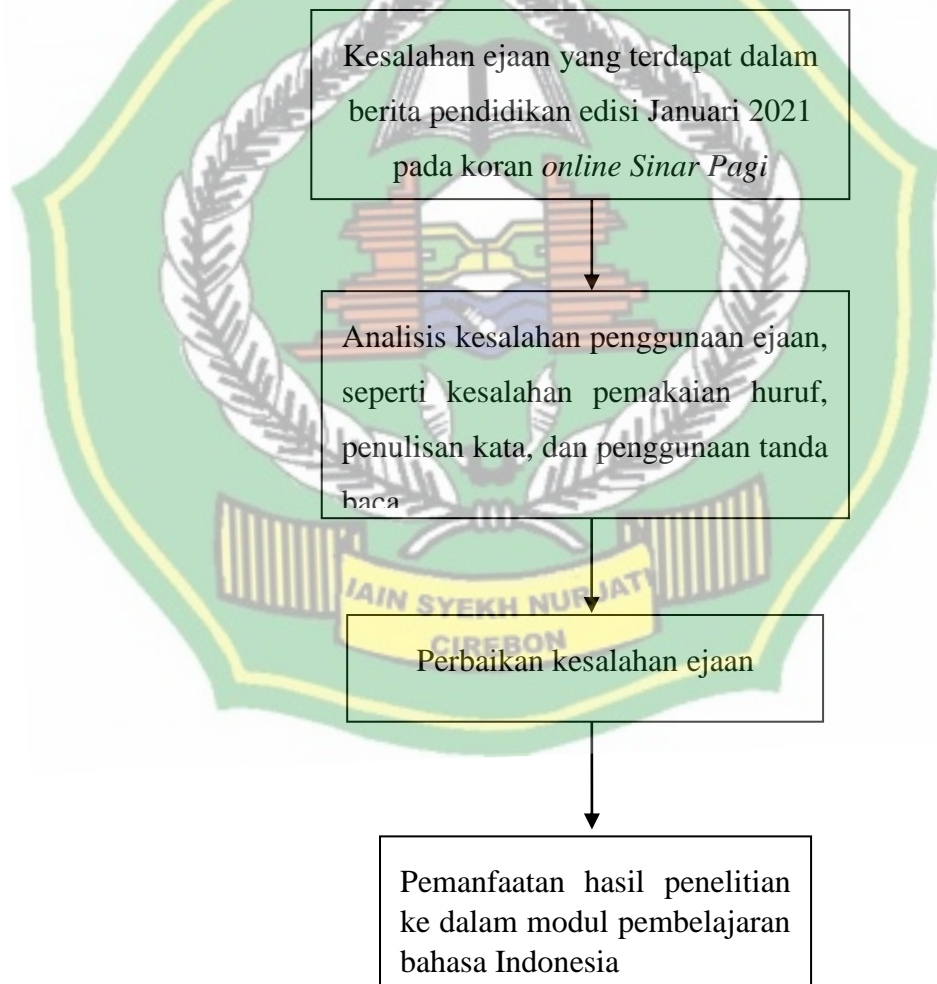 Kesalahan ejaan yang terdapat dalam
berita pendidikan edisi Januari 2021
pada koran online Sinar Pagi
Analisis kesalahan penggunaan ejaan,
seperti kesalahan pemakaian huruf,
penulisan kata, dan penggunaan tanda
baca
IAIN SYEKH NURJATI
CIREBON
Perbaikan kesalahan ejaan
Pemanfaatan hasil penelitian
ke dalam modul pembelajaran
bahasa Indonesia